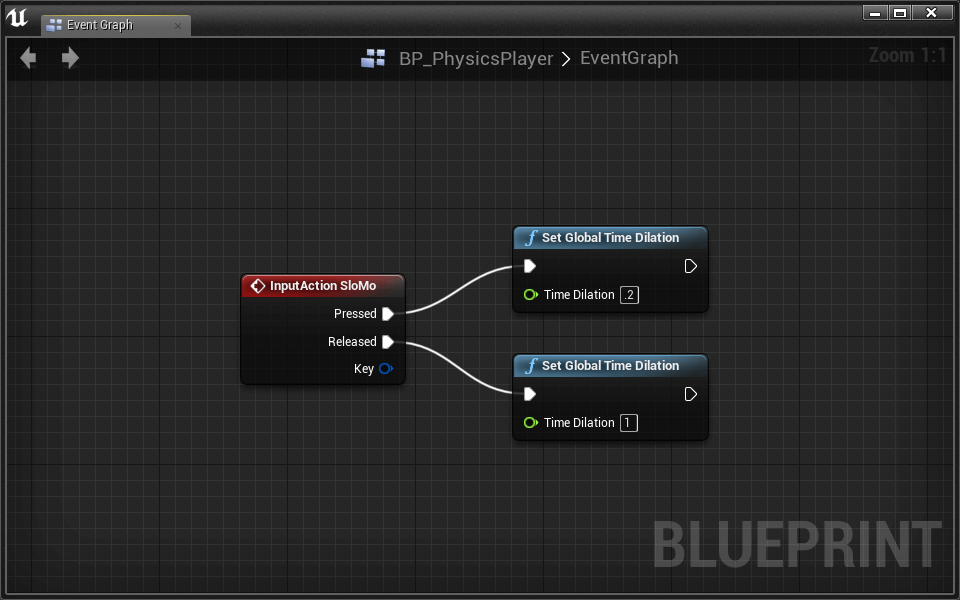 Event Graph
BP_PhysicsPlayer > EventGraph
Zoom 1:1
Set Global Time Dilation
Time Dilation .2
InputAction SloMo
Pressed
Released
Key
Set Global Time Dilation
Time Dilation 1
BLUEPRINT